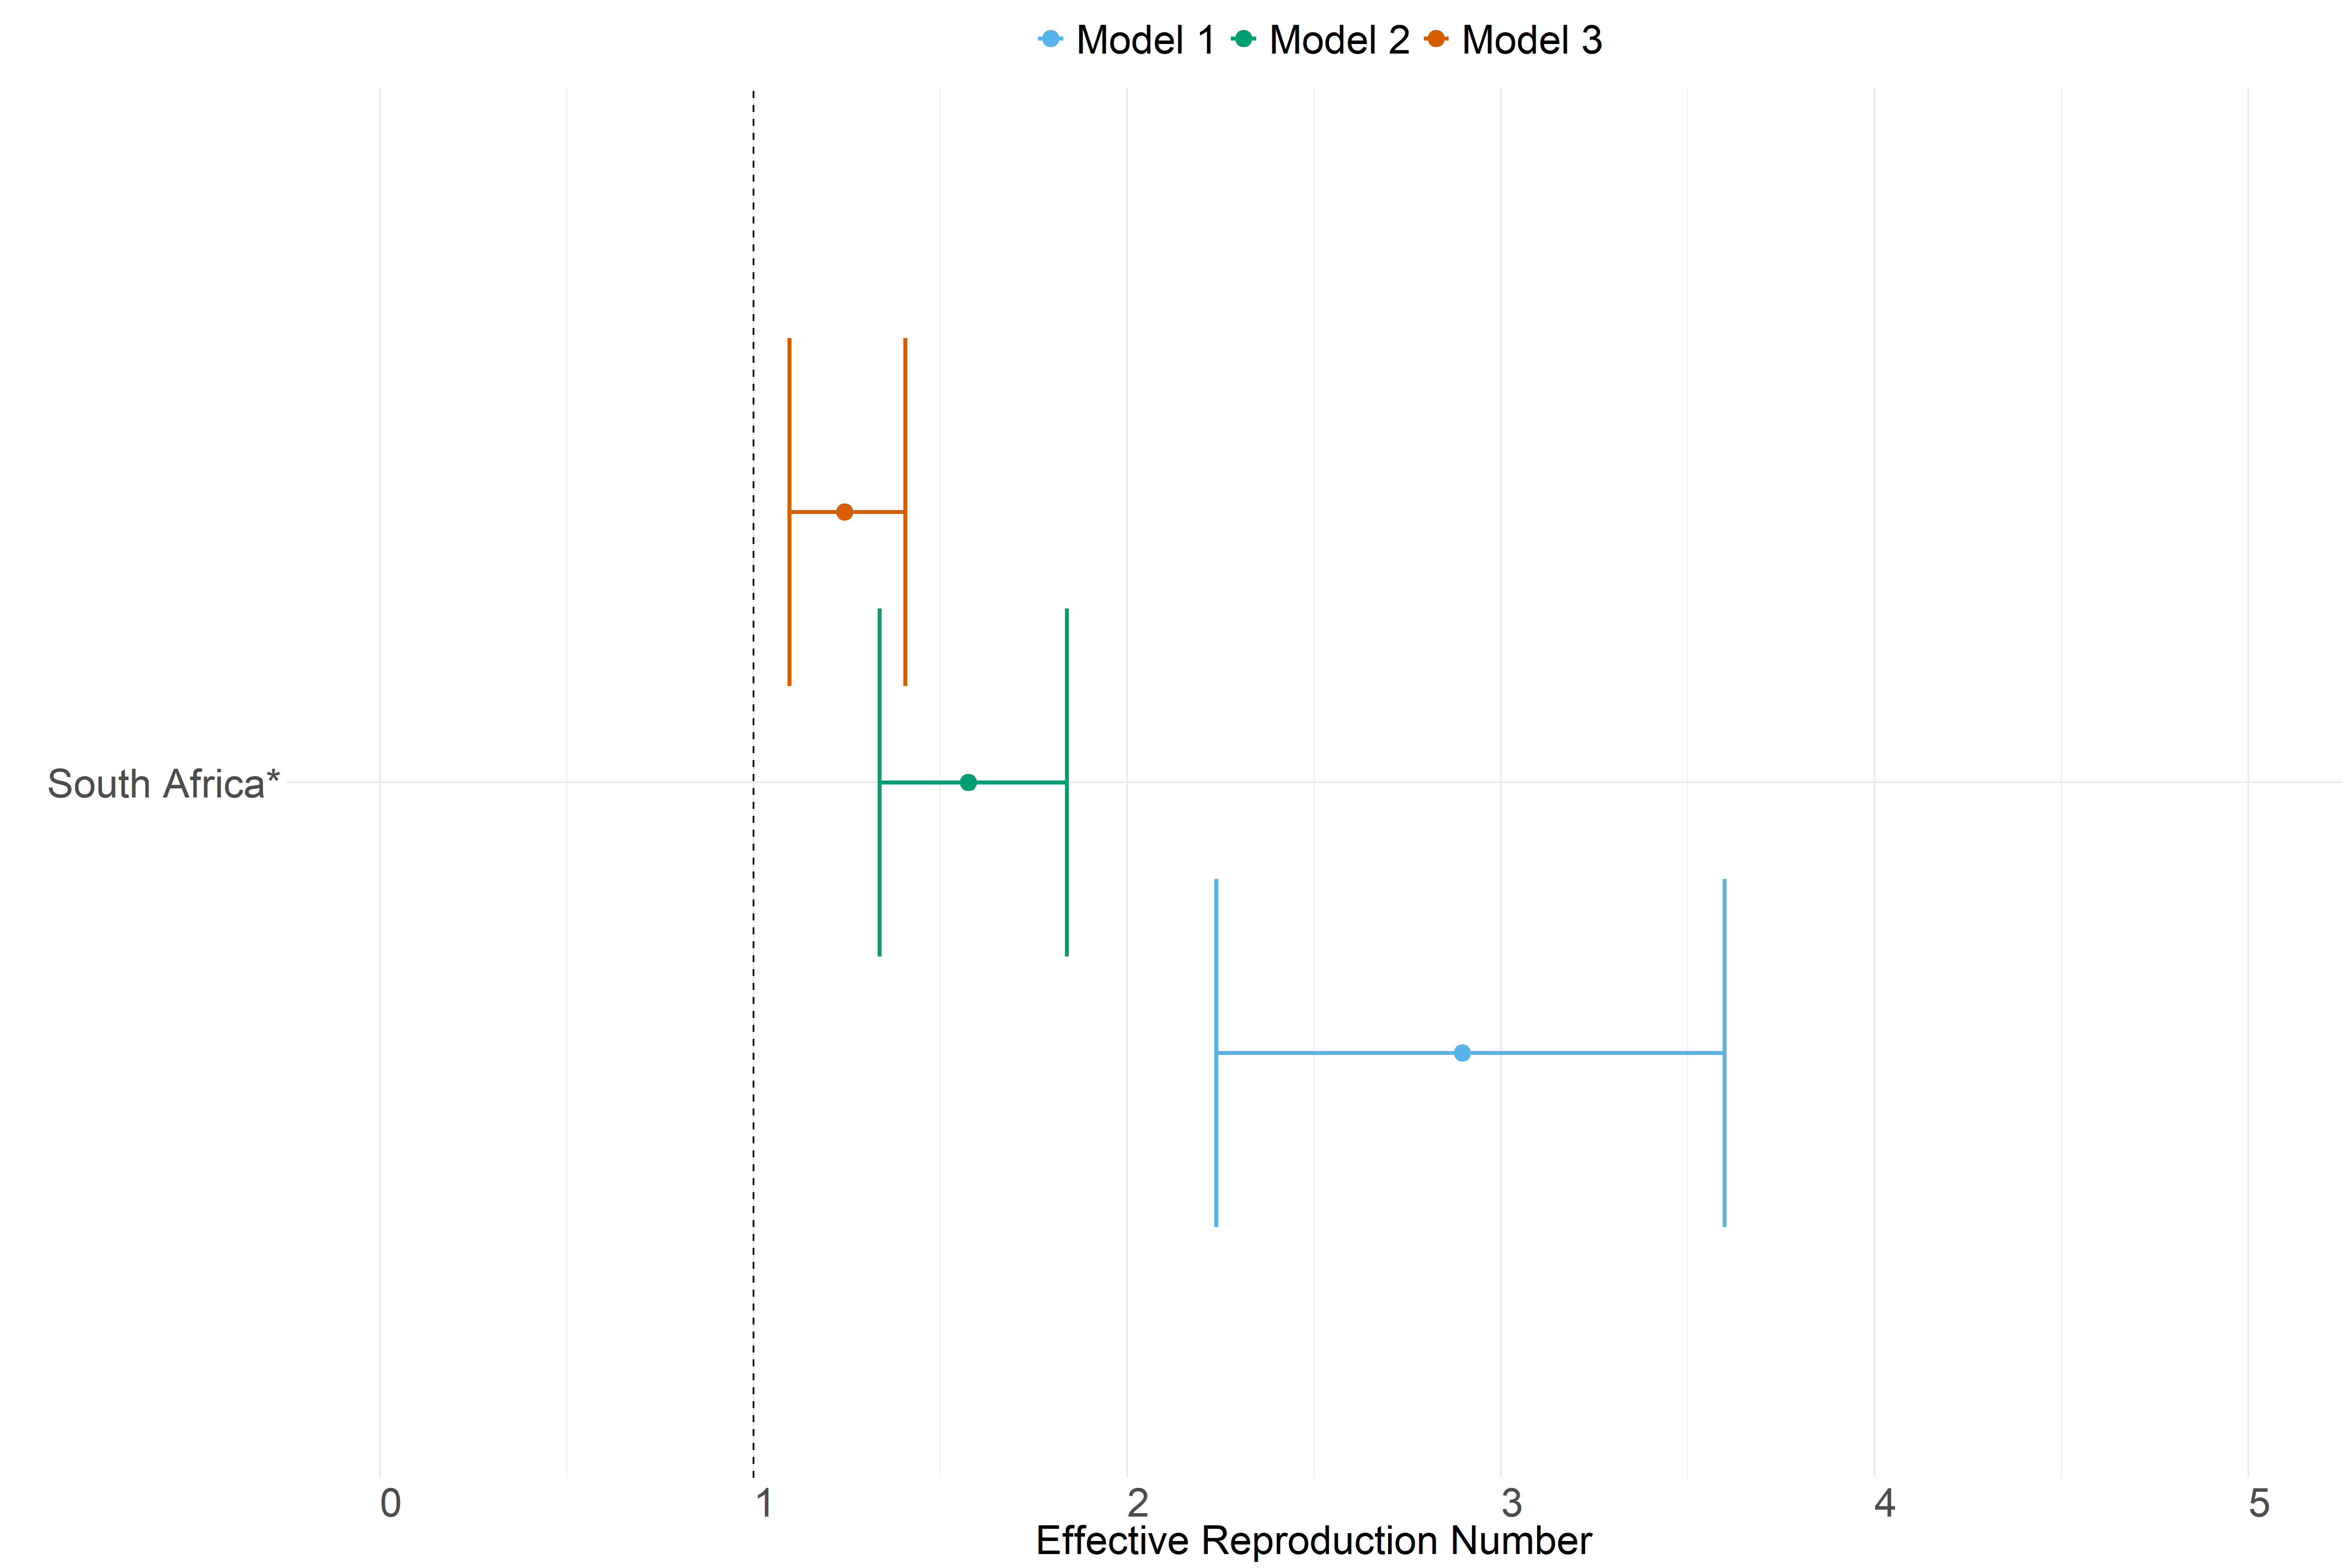 Model 1 Model 2 Model 3
South Africa*
0 1 2 3 4 5
Effective Reproduction Number